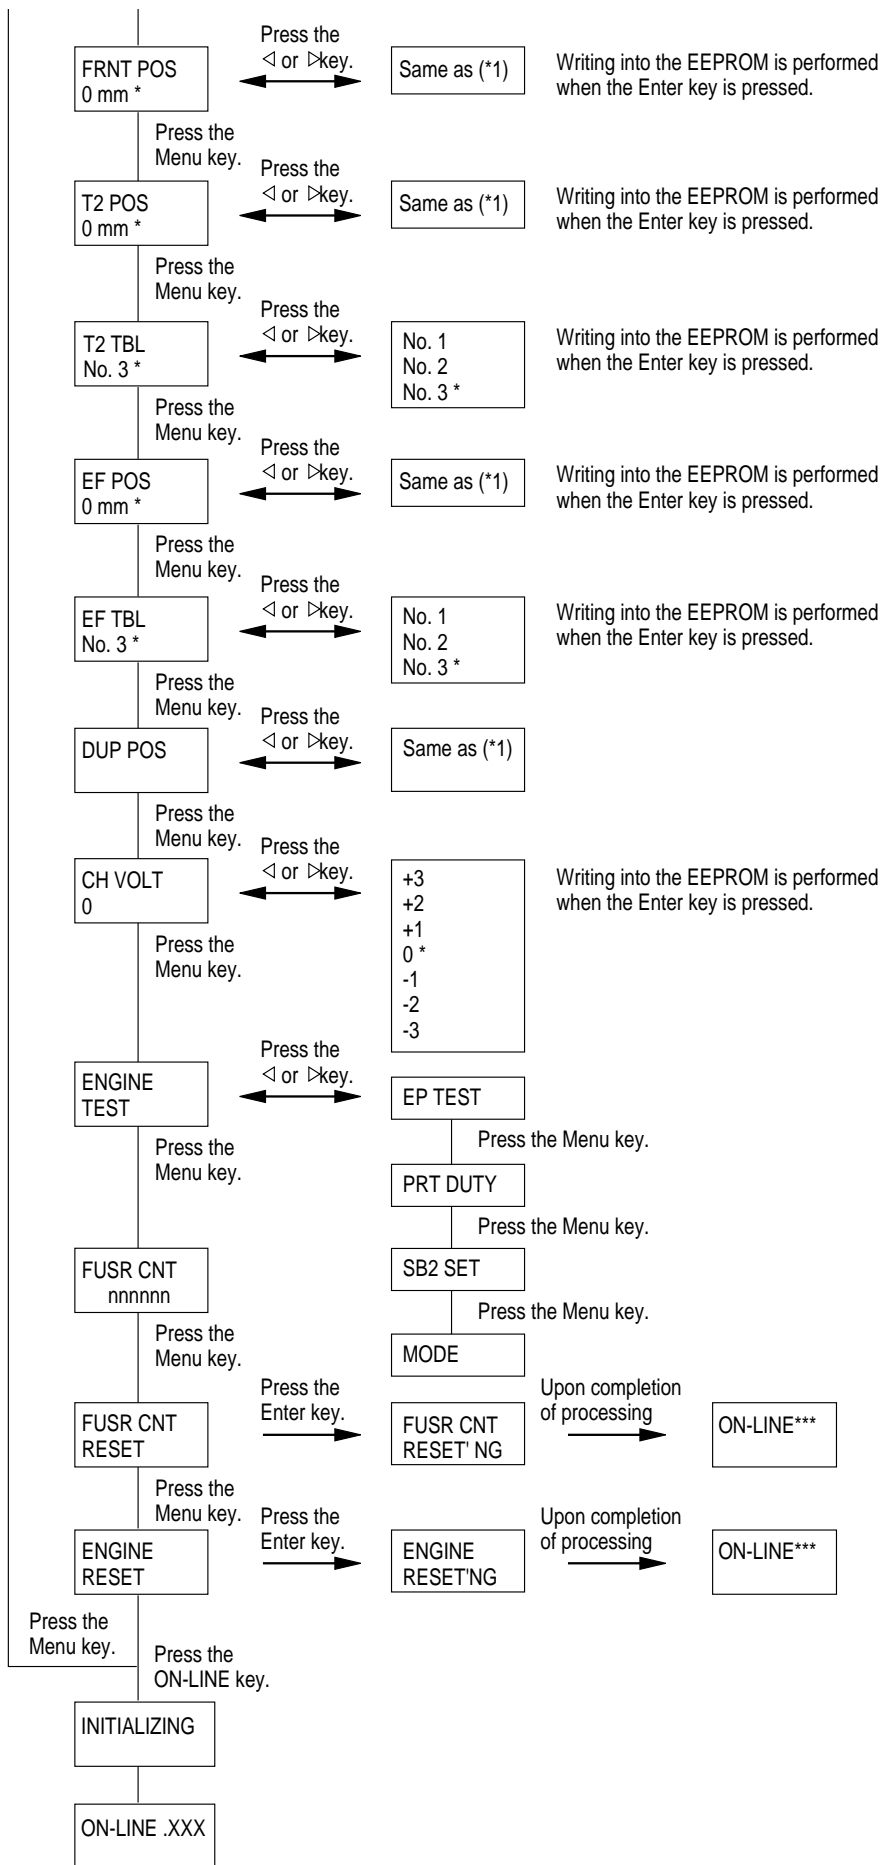 Press the
◁ or ▷key.
FRNT POS
0 mm *
Same as (*1)
Writing into the EEPROM is performed
when the Enter key is pressed.
Press the
Menu key.
Press the
◁ or ▷key.
T2 POS
0 mm *
Same as (*1)
Writing into the EEPROM is performed
when the Enter key is pressed.
Press the
Menu key.
Press the
◁ or ▷key.
T2 TBL
No. 3 *
No. 1
No. 2
No. 3 *
Writing into the EEPROM is performed
when the Enter key is pressed.
Press the
Menu key.
Press the
◁ or ▷key.
EF POS
0 mm *
Same as (*1)
Writing into the EEPROM is performed
when the Enter key is pressed.
Press the
Menu key.
Press the
◁ or ▷key.
EF TBL
No. 3 *
No. 1
No. 2
No. 3 *
Writing into the EEPROM is performed
when the Enter key is pressed.
Press the
Menu key.
Press the
◁ or ▷key.
DUP POS
Same as (*1)
Press the
Menu key.
Press the
◁ or ▷key.
CH VOLT
0
+3
+2
+1
0 *
-1
-2
-3
Writing into the EEPROM is performed
when the Enter key is pressed.
Press the
Menu key.
Press the
◁ or ▷key.
ENGINE
TEST
EP TEST
Press the Menu key.
PRT DUTY
Press the Menu key.
SB2 SET
Press the Menu key.
MODE
Press the
Menu key.
FUSR CNT
nnnnnn
Press the
Menu key.
FUSR CNT
RESET
Press the
Enter key.
FUSR CNT
RESET' NG
Upon completion
of processing
ON-LINE***
Press the
Menu key.
ENGINE
RESET
Press the
Enter key.
ENGINE
RESET'NG
Upon completion
of processing
ON-LINE***
Press the
Menu key.
Press the
ON-LINE key.
INITIALIZING
ON-LINE .XXX